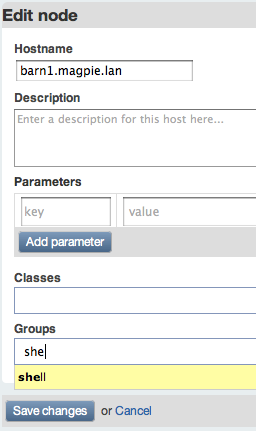 Edit node
Hostname
barn1.magpie.lan
Description
Enter a description for this host here...
Parameters
key value
Add parameter
Classes
Groups
she
shell
Save changes or Cancel